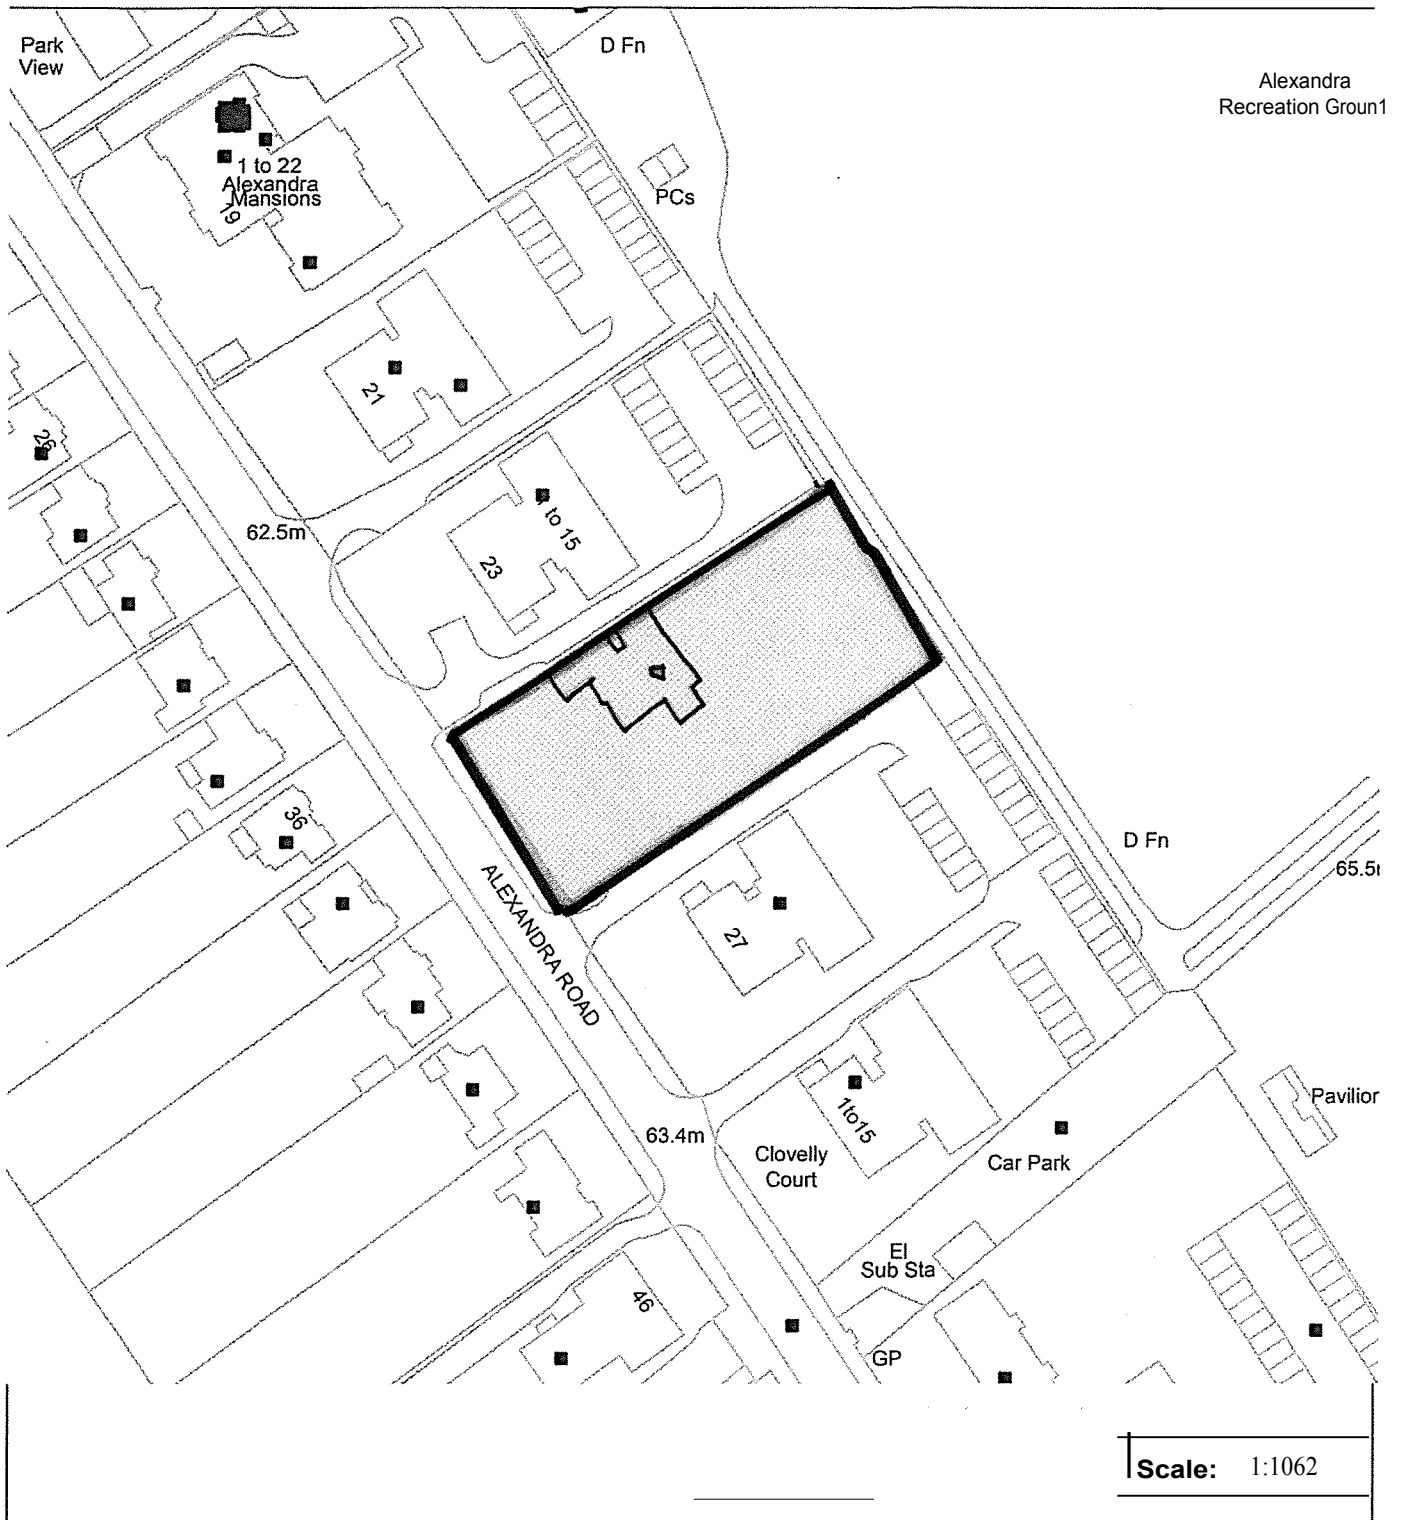 Park
View
D Fn
Alexandra
Recreation Groun1
1 to 22
Alexandra
Mansions
19
PCs
21
26
62.5m
1 to 15
23
36
ALEXANDRA ROAD
27
D Fn
65.5
1to15
63.4m
Clovelly
Court
Car Park
Pavilior
El
Sub Sta
46
GP
Scale: 1:1062